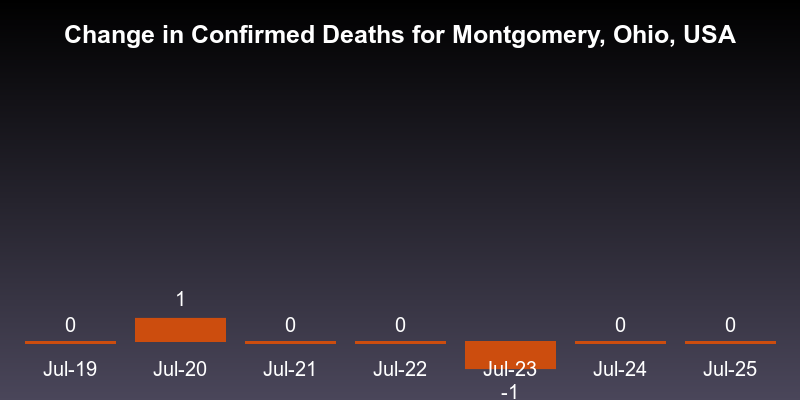 Change in Confirmed Deaths for Montgomery, Ohio, USA
1
0 0 0 0 0
Jul-19 Jul-20 Jul-21 Jul-22 Jul-23 Jul-24 Jul-25
-1